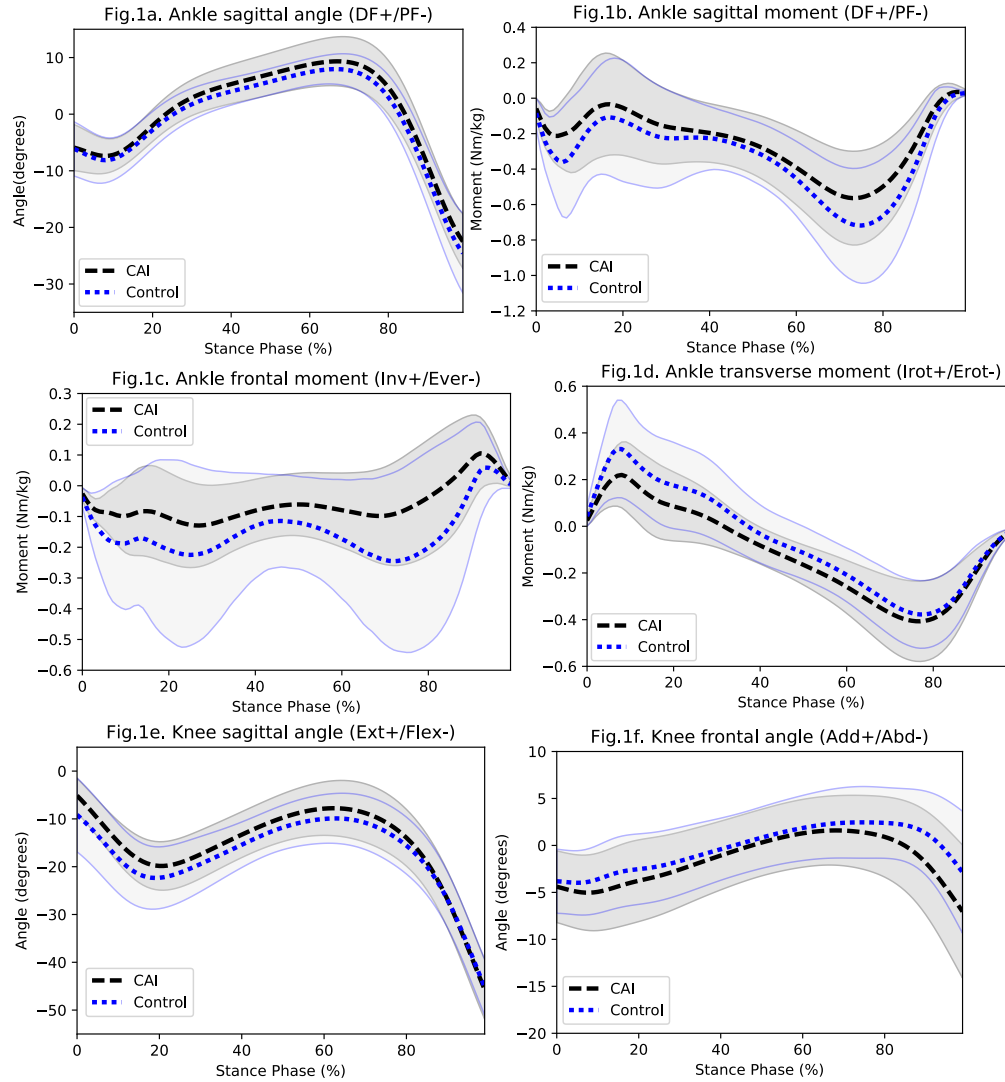 Fig.1a. Ankle sagittal angle (DF+/PF-)
Angle(degrees)
10
0
−10
−20
−30
CAI
Control
0 20 40 60 80
Stance Phase (%)
Fig.1b. Ankle sagittal moment (DF+/PF-)
Moment (Nm/kg)
0.4
0.2
0.0
−0.2
−0.4
−0.6
−0.8
−1.0
−1.2
CAI
Control
0 20 40 60 80
Stance Phase (%)
Fig.1c. Ankle frontal moment (Inv+/Ever-)
Moment (Nm/kg)
0.3
0.2
0.1
0.0
−0.1
−0.2
−0.3
−0.4
−0.5
−0.6
CAI
Control
0 20 40 60 80
Stance Phase (%)
Fig.1d. Ankle transverse moment (Irot+/Erot-)
Moment (Nm/kg)
0.6
0.4
0.2
0.0
−0.2
−0.4
−0.6
CAI
Control
0 20 40 60 80
Stance Phase (%)
Fig.1e. Knee sagittal angle (Ext+/Flex-)
Angle (degrees)
0
−10
−20
−30
−40
−50
CAI
Control
0 20 40 60 80
Stance Phase (%)
Fig.1f. Knee frontal angle (Add+/Abd-)
Angle (degrees)
10
5
0
−5
−10
−15
−20
CAI
Control
0 20 40 60 80
Stance Phase (%)